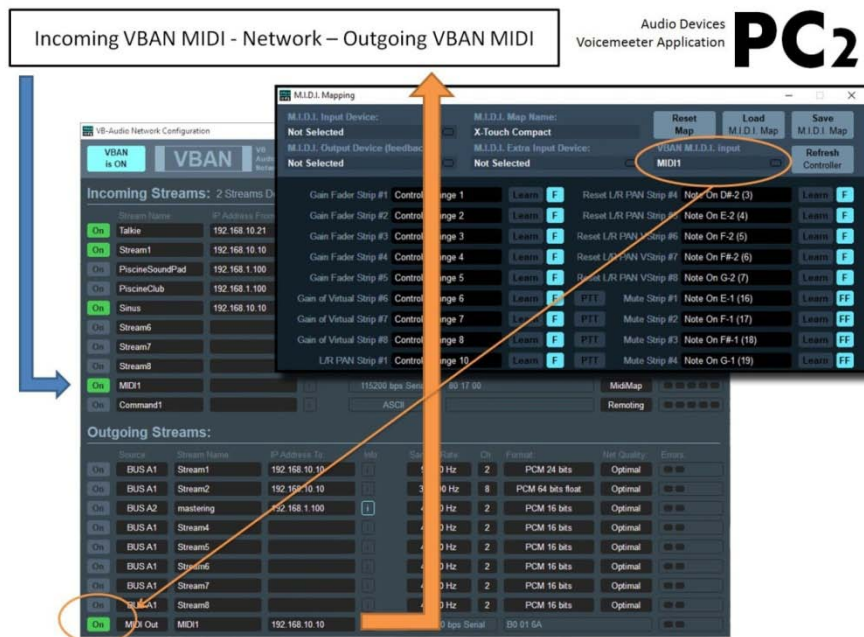 Incoming VBAN MIDI - Network – Outgoing VBAN MIDI
Audio Devices
Voicemeeter Application
PC2
M.I.D.I. Mapping
M.I.D.I. Input Device:
Not Selected
M.I.D.I. Map Name:
X-Touch Compact
Reset Map
Load M.I.D.I. Map
Save M.I.D.I. Map
M.I.D.I. Output Device (feedback
Not Selected
M.I.D.I. Extra Input Device:
Not Selected
VBAN M.I.D.I. input
MIDI1
Refresh Controller
Gain Fader Strip #1 Control Change 1 Learn F Reset L/R PAN Strip #4 Note On D#-2 (3) Learn F
Gain Fader Strip #2 Control Change 2 Learn F Reset L/R PAN Strip Note On E-2 (4) Learn F
Gain Fader Strip #3 Control Change 3 Learn F Reset L/R PAN VStrip #6 Note On F-2 (5) Learn F
Gain Fader Strip #4 Control Change 4 Learn F Reset L/R PAN VStrip #7 Note On F#-2 (6) Learn F
Gain Fader Strip #5 Control Change 5 Learn F Reset L/R PAN VStrip #8 Note On G-2 (7) Learn F
Gain of Virtual Strip #6 Control Change 6 Learn F PTT Mute Strip #1 Note On E-1 (16) Learn FF
Gain of Virtual Strip #7 Control Change 7 Learn F PTT Mute Strip #2 Note On F-1 (17) Learn FF
Gain of Virtual Strip #8 Control Change 8 Learn F PTT Mute Strip #3 Note On F#-1 (18) Learn FF
L/R PAN Strip #1 Control Change 10 Learn F PTT Mute Strip #4 Note On G-1 (19) Learn FF
VB-Audio Network Configuration
VBAN is ON
VBAN
Incoming Streams: 2 Streams
Stream Name IP Address From
On Talkie 192.168.10.21
On Stream1 192.168.10.10
On PiscineSoundPad 192.168.1.100
On PiscineClub 192.168.1.100
On Sinus 192.168.10.10
On Stream6
On Stream7
On Stream8
On MIDI1 115200 bps Serial 80 17 00 MidiMap
On Command1 ASCII Remoting
Outgoing Streams:
Source Stream Name IP Address To Info Rate Ch Format Net Quality Errors
On BUS A1 Stream1 192.168.10.10 Hz 2 PCM 24 bits Optimal
On BUS A1 Stream2 192.168.10.10 Hz 8 PCM 64 bits float Optimal
On BUS A2 mastering 192.168.1.100 i Hz 2 PCM 16 bits Optimal
On BUS A1 Stream4 Hz 2 PCM 16 bits Optimal
On BUS A1 Stream5 Hz 2 PCM 16 bits Optimal
On BUS A1 Stream6 Hz 2 PCM 16 bits Optimal
On BUS A1 Stream7 Hz 2 PCM 16 bits Optimal
On BUS A1 Stream8 Hz 2 PCM 16 bits Optimal
On MIDI Out MIDI1 192.168.10.10 bps Serial B0 01 6A